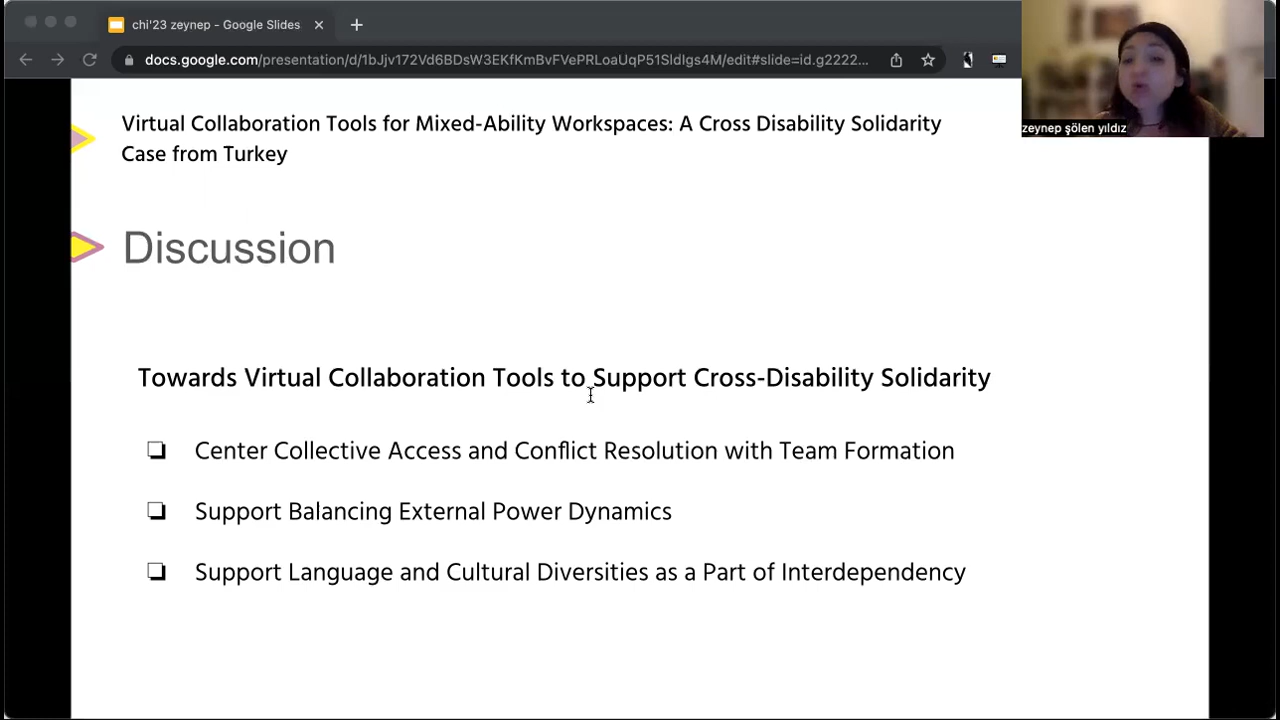 chi'23 zeynep - Google Slides
docs.google.com/presentation/d/1bJjv172Vd6BDsW3EKfKmBvFVePRLoaUqP51SldIgs4M/edit#slide=id.g2222...
zeynep şölen yıldız
Virtual Collaboration Tools for Mixed-Ability Workspaces: A Cross Disability Solidarity
Case from Turkey
Discussion
Towards Virtual Collaboration Tools to Support Cross-Disability Solidarity
Center Collective Access and Conflict Resolution with Team Formation
Support Balancing External Power Dynamics
Support Language and Cultural Diversities as a Part of Interdependency